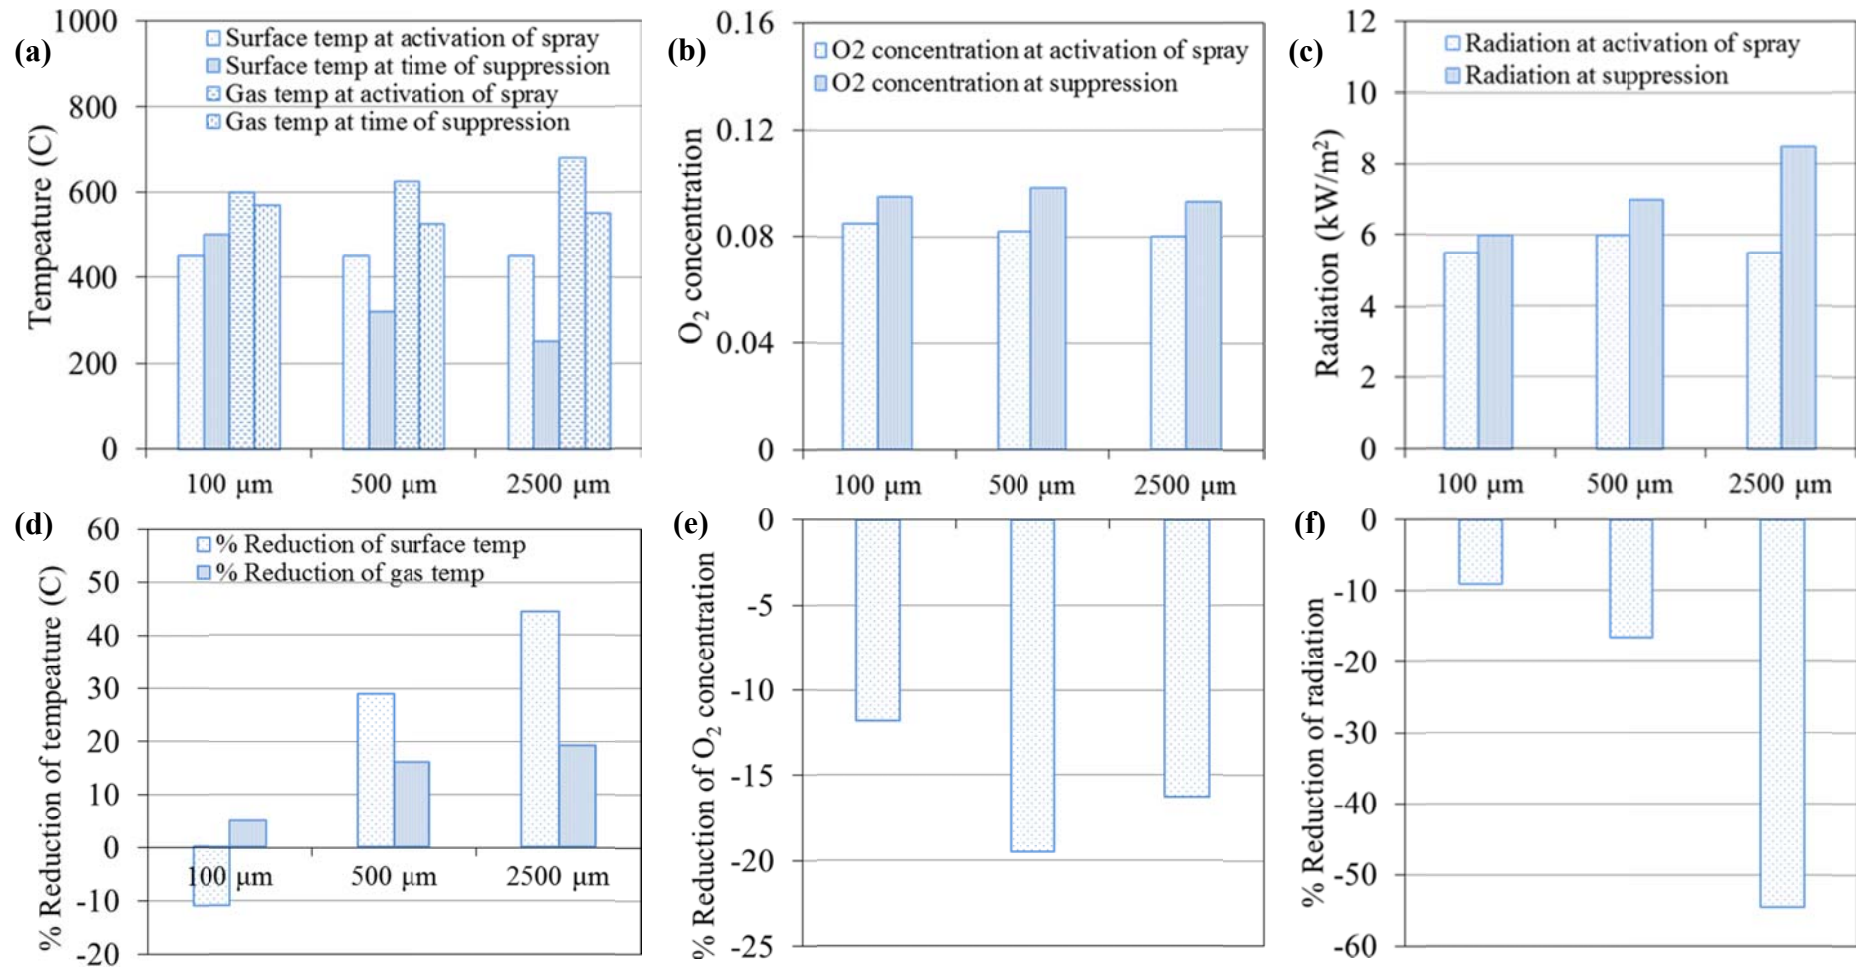 (a)
Tempeature (C)
1000
800
600
400
200
0
Surface temp at activation of spray
Surface temp at time of suppression
Gas temp at activation of spray
Gas temp at time of suppression
100 µm 500 µm 2500 µm
(b)
O2 concentration
0.16
0.12
0.08
0.04
0
O2 concentration at activation of spray
O2 concentration at suppression
100 µm 500 µm 2500 µm
(c)
Radiation (kW/m2)
12
10
8
6
4
2
0
Radiation at activation of spray
Radiation at suppression
100 µm 500 µm 2500 µm
(d)
% Reduction of tempeature (C)
60
50
40
30
20
10
0
-10
-20
% Reduction of surface temp
% Reduction of gas temp
100 µm 500 µm 2500 µm
(e)
% Reduction of O2 concentration
0
-5
-10
-15
-20
-25
(f)
% Reduction of radiation
0
-10
-20
-30
-40
-50
-60